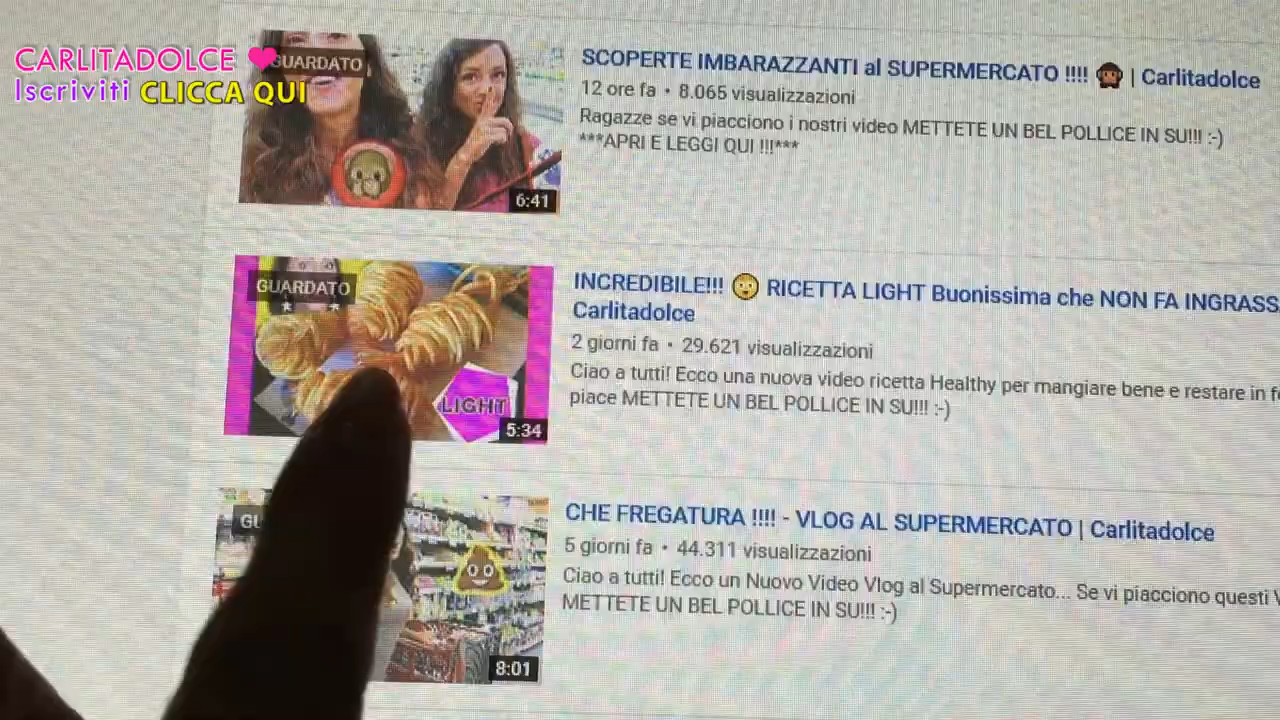 CARLITADOLCE
Iscriviti CLICCA QUI
GUARDATO
6:41
SCOPERTE IMBARAZZANTI al SUPERMERCATO !!!! 🙊 | Carlitadolce
12 ore fa • 8.065 visualizzazioni
Ragazze se vi piacciono i nostri video METTETE UN BEL POLLICE IN SU!!! :-)
***APRI E LEGGI QUI !!!***
GUARDATO
LIGHT
5:34
INCREDIBILE!!! 😳 RICETTA LIGHT Buonissima che NON FA INGRASS
Carlitadolce
2 giorni fa • 29.621 visualizzazioni
Ciao a tutti! Ecco una nuova video ricetta Healthy per mangiare bene e restare in f
piace METTETE UN BEL POLLICE IN SU!!! :-)
GU
8:01
CHE FREGATURA !!!! - VLOG AL SUPERMERCATO | Carlitadolce
5 giorni fa • 44.311 visualizzazioni
Ciao a tutti! Ecco un Nuovo Video Vlog al Supermercato... Se vi piacciono questi V
METTETE UN BEL POLLICE IN SU!!! :-)